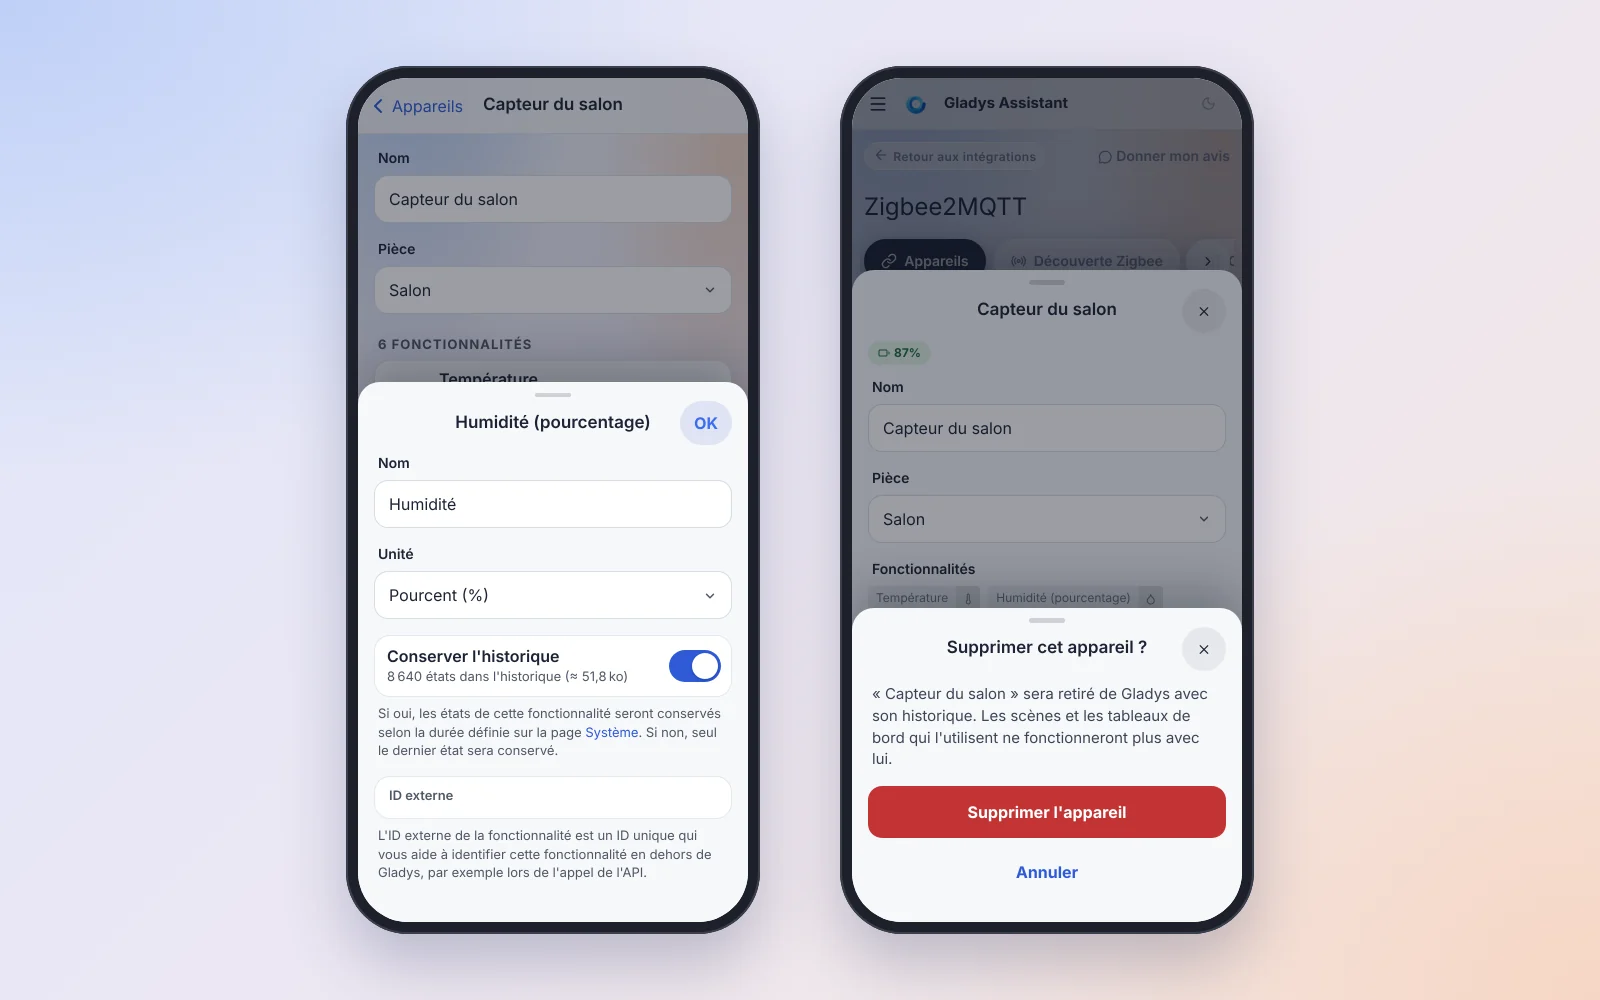 Appareils
Capteur du salon
Nom
Capteur du salon
Pièce
Salon
6 FONCTIONNALITÉS
Température
Humidité (pourcentage)
OK
Nom
Humidité
Unité
Pourcent (%)
Conserver l'historique
8 640 états dans l'historique (≈ 51,8 ko)
Si oui, les états de cette fonctionnalité seront conservés
selon la durée définie sur la page Système. Si non, seul
le dernier état sera conservé.
ID externe
L'ID externe de la fonctionnalité est un ID unique qui
vous aide à identifier cette fonctionnalité en dehors de
Gladys, par exemple lors de l'appel de l'API.
Gladys Assistant
Retour aux intégrations
Donner mon avis
Zigbee2MQTT
Appareils
Découverte Zigbee
Capteur du salon
87%
Nom
Capteur du salon
Pièce
Salon
Fonctionnalités
Température
Humidité (pourcentage)
Supprimer cet appareil ?
« Capteur du salon » sera retiré de Gladys avec
son historique. Les scènes et les tableaux de
bord qui l'utilisent ne fonctionneront plus avec
lui.
Supprimer l'appareil
Annuler